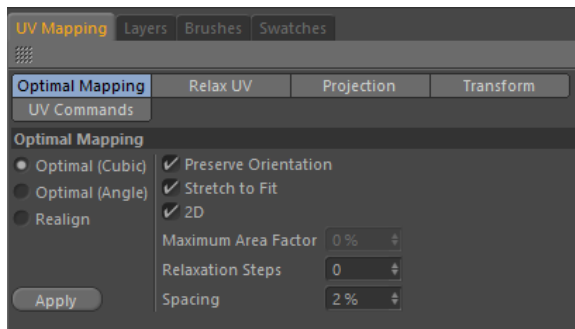 UV Mapping Layers Brushes Swatches
Optimal Mapping Relax UV Projection Transform
UV Commands
Optimal Mapping
Optimal (Cubic) Preserve Orientation
Optimal (Angle) Stretch to Fit
Realign 2D
Maximum Area Factor 0 %
Relaxation Steps 0
Apply Spacing 2 %